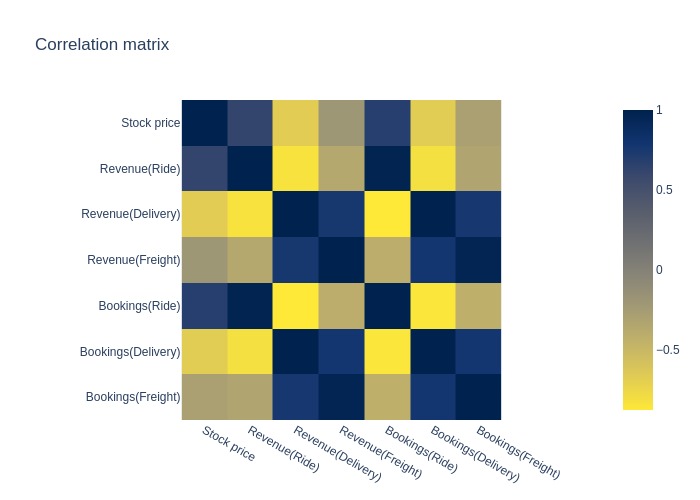 Correlation matrix
Stock price
Revenue(Ride)
Revenue(Delivery)
Revenue(Freight)
Bookings(Ride)
Bookings(Delivery)
Bookings(Freight)
1
0.5
0
−0.5
Stock price
Revenue(Ride)
Revenue(Delivery)
Revenue(Freight)
Bookings(Ride)
Bookings(Delivery)
Bookings(Freight)